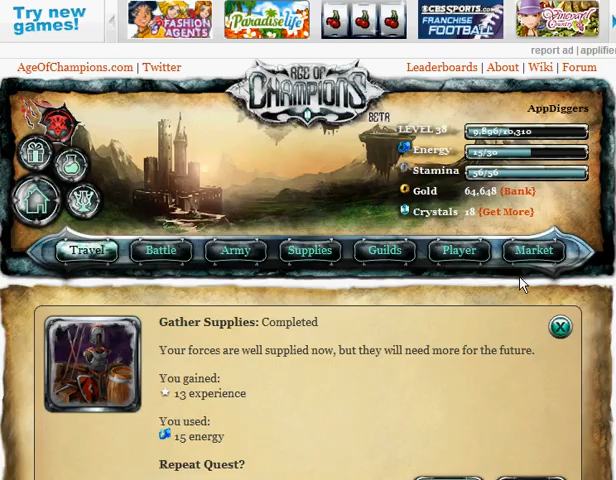 Try new games!
FASHION AGENTS
Paradise life
CBSSPORTS.com
FRANCHISE FOOTBALL
report ad | applifie
AgeOfChampions.com | Twitter
Leaderboards | About | Wiki | Forum
AGE OF CHAMPIONS
BETA
AppDiggers
LEVEL 38 9,896/10,310
Energy 15/30
Stamina 56/56
Gold 64,648 {Bank}
Crystals 18 {Get More}
Travel Battle Army Supplies Guilds Player Market
Gather Supplies: Completed
X
Your forces are well supplied now, but they will need more for the future.
You gained:
13 experience
You used:
15 energy
Repeat Quest?